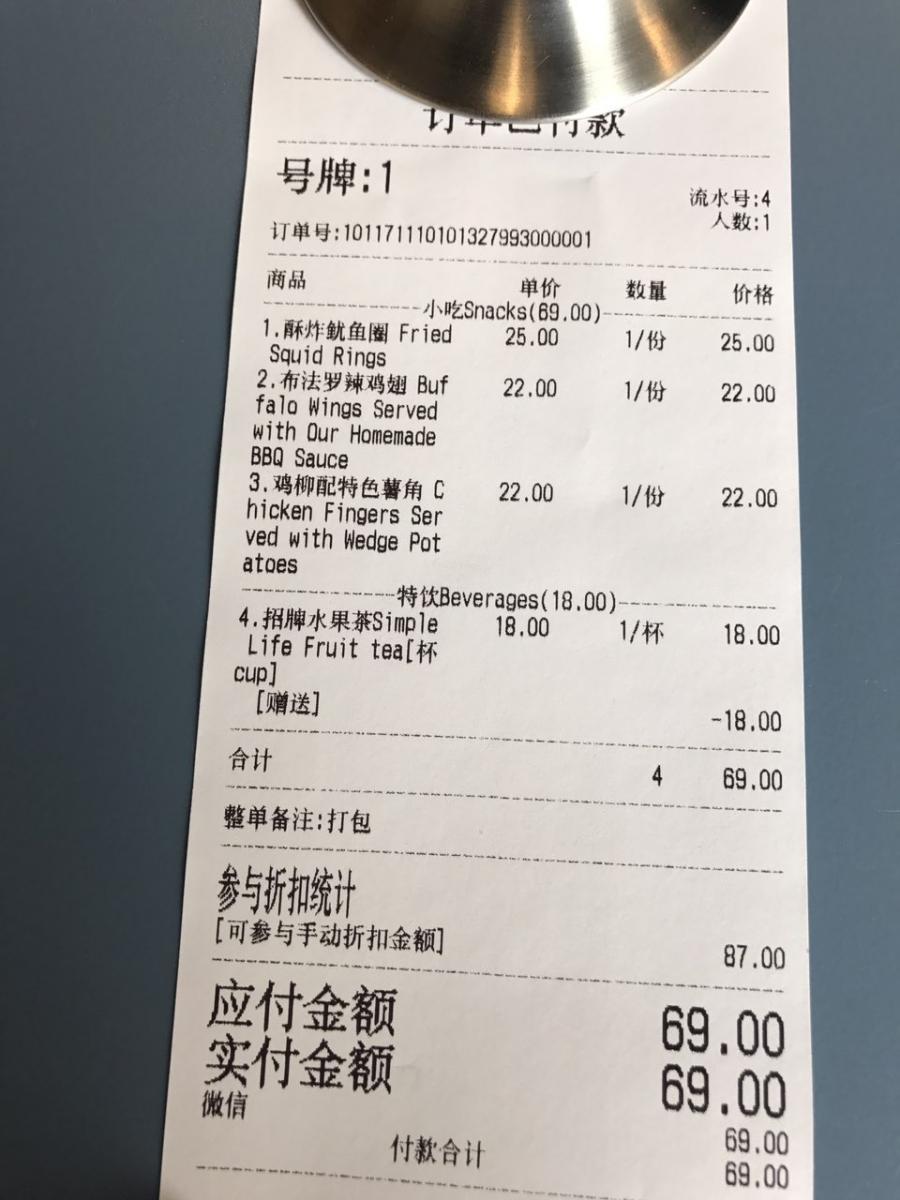 订单已付款
号牌:1
流水号:4
人数:1
订单号:101171110101327993000001
商品 单价 数量 价格
小吃Snacks(69.00)
1.酥炸鱿鱼圈 Fried 25.00 1/份 25.00
Squid Rings
2.布法罗辣鸡翅 Buf 22.00 1/份 22.00
falo Wings Served
with Our Homemade
BBQ Sauce
3.鸡柳配特色薯角 C 22.00 1/份 22.00
hicken Fingers Ser
ved with Wedge Pot
atoes
特饮Beverages(18.00)
4.招牌水果茶Simple 18.00 1/杯 18.00
Life Fruit tea[杯
cup]
[赠送] -18.00
合计 4 69.00
整单备注:打包
参与折扣统计
[可参与手动折扣金额] 87.00
应付金额 69.00
实付金额 69.00
微信 69.00
付款合计 69.00